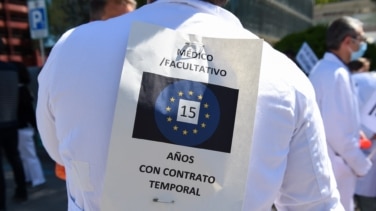 MÉDICO
/FACULTATIVO
15
AÑOS
CON CONTRATO
TEMPORAL